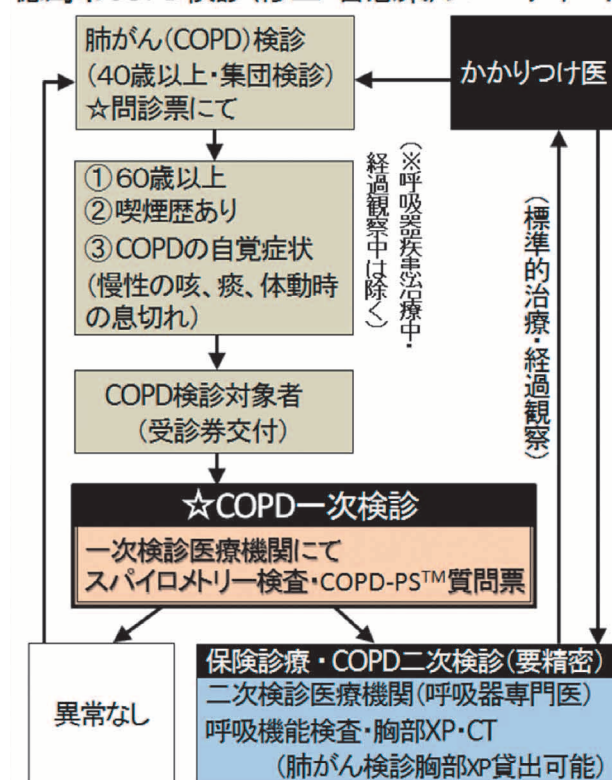 肺がん(COPD)検診
(40歳以上・集団検診)
☆問診票にて
かかりつけ医
①60歳以上
②喫煙歴あり
③COPDの自覚症状
(慢性の咳、痰、体動時
の息切れ)
(※呼吸器疾患治療中・
経過観察中は除く)
(標準的治療・経過観察)
COPD検診対象者
(受診券交付)
☆COPD一次検診
一次検診医療機関にて
スパイロメトリー検査・COPD-PS™質問票
異常なし
保険診療・COPD二次検診(要精密)
二次検診医療機関(呼吸器専門医)
呼吸機能検査・胸部XP・CT
(肺がん検診胸部XP貸出可能)